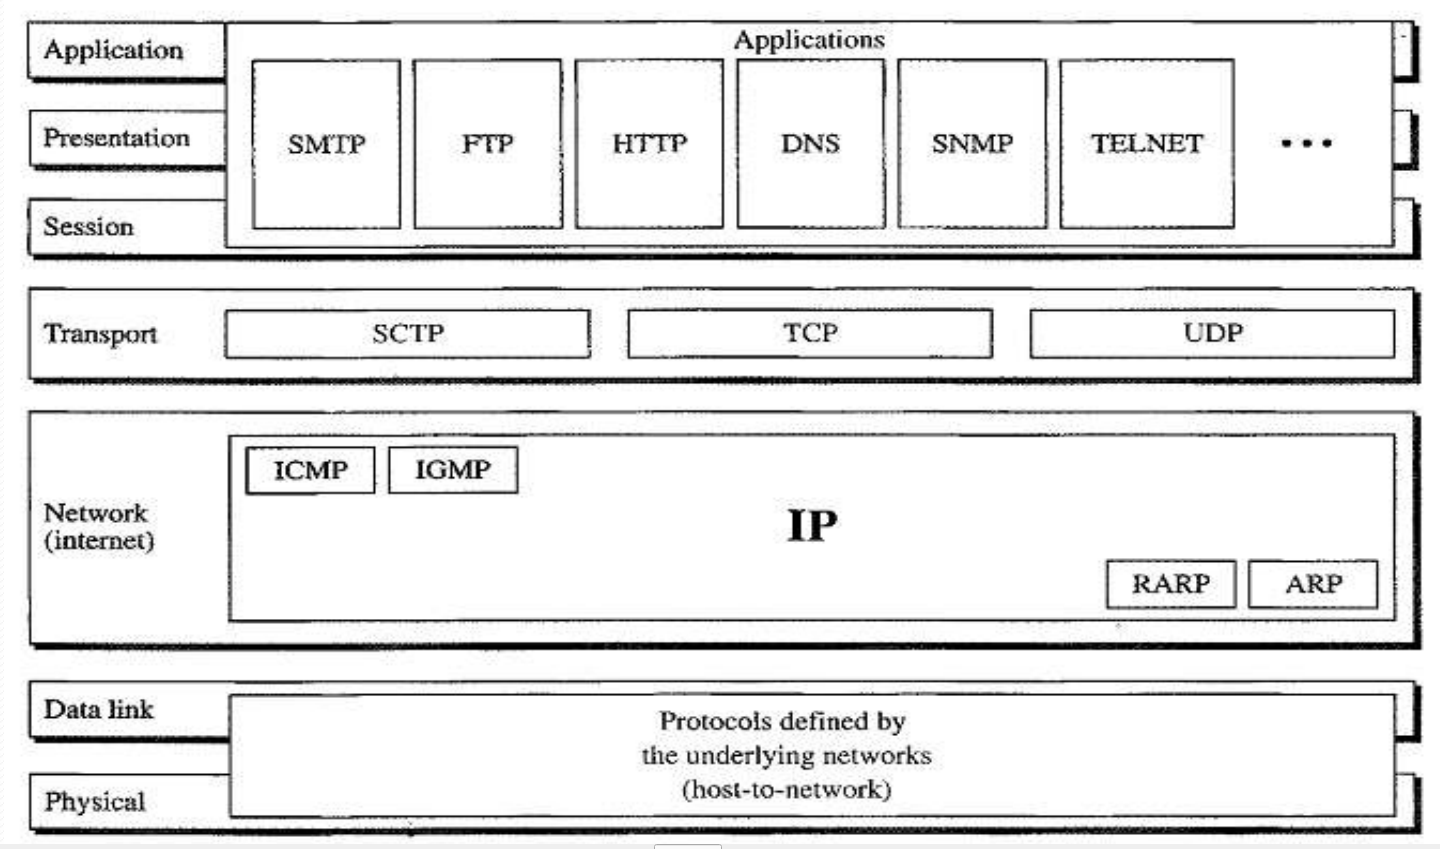 Application
Applications
Presentation
SMTP FTP HTTP DNS SNMP TELNET •••
Session
Transport
SCTP TCP UDP
ICMP IGMP
Network
(internet)
IP
RARP ARP
Data link
Protocols defined by
the underlying networks
(host-to-network)
Physical